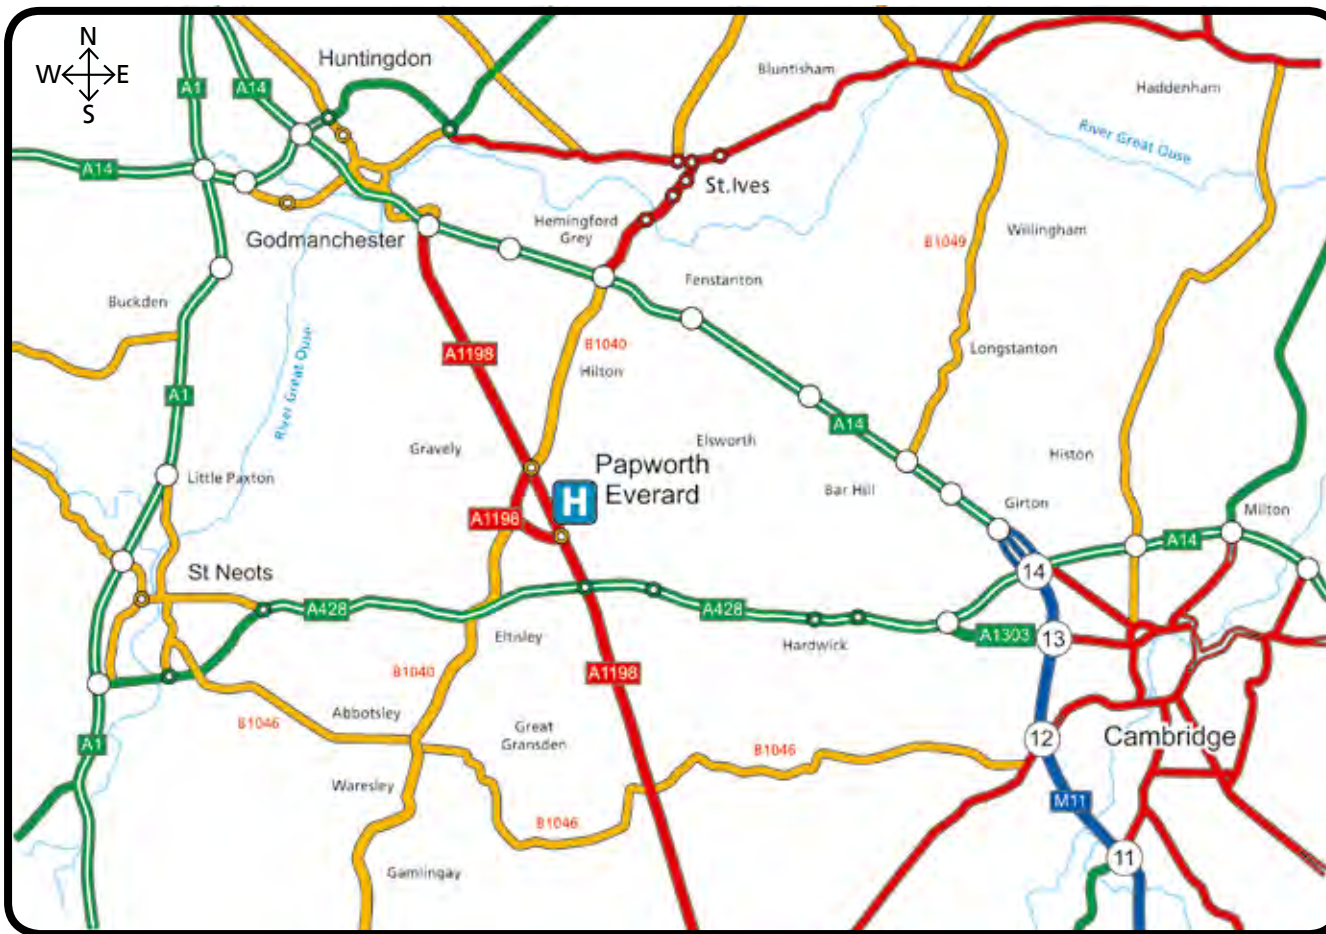 N
W E
S
Huntingdon
Bluntisham
Haddenham
A1
A14
River Great Ouse
A14
St.Ives
Hemingford
Grey
Godmanchester
B1049
Willingham
Fenstanton
Buckden
River Great Ouse
B1040
A1198
Longstanton
Hilton
A1
A14
Gravely
Elsworth
Papworth
Everard
Histon
Little Paxton
H
Bar Hill
Girton
Milton
A1198
A14
St Neots
14
A428
A428
Eltisley
Hardwick
A1303
13
B1040
A1198
Abbotsley
B1046
Great
Gransden
B1046
12
Cambridge
A1
Waresley
M11
B1046
11
Gamlingay